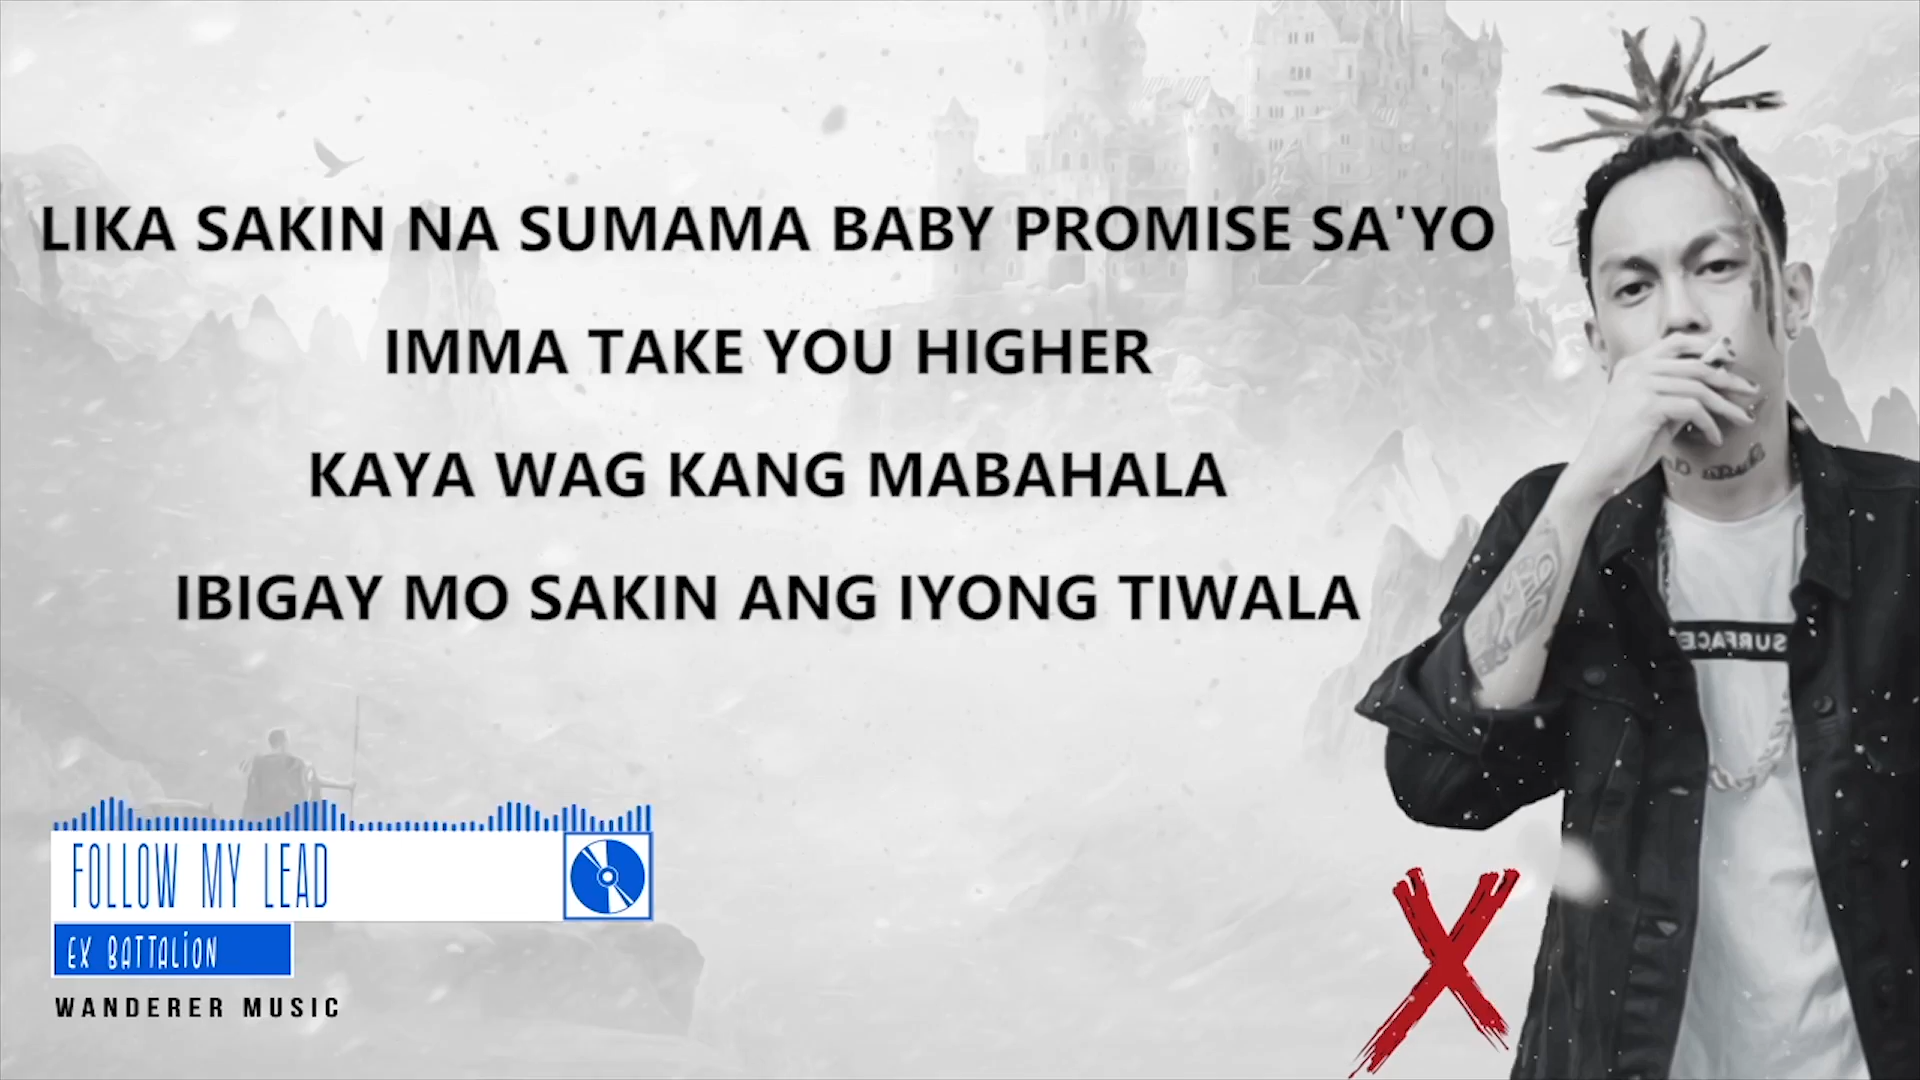 LIKA SAKIN NA SUMAMA BABY PROMISE SA'YO
IMMA TAKE YOU HIGHER
KAYA WAG KANG MABAHALA
IBIGAY MO SAKIN ANG IYONG TIWALA
SURFACE
FOLLOW MY LEAD
EX BATTALION
WANDERER MUSIC
X